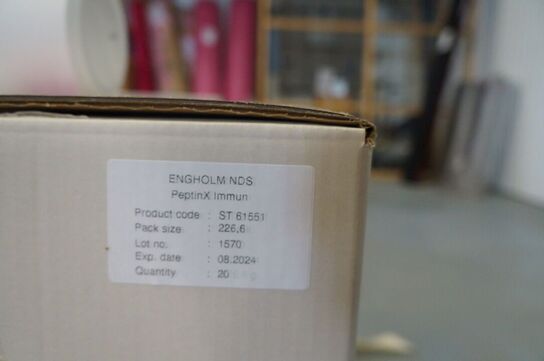 ENGHOLM NDS
PeptinX Immun
Product code : ST 61551
Pack size : 226,6
Lot no. : 1570
Exp. date : 08.2024
Quantity : 20